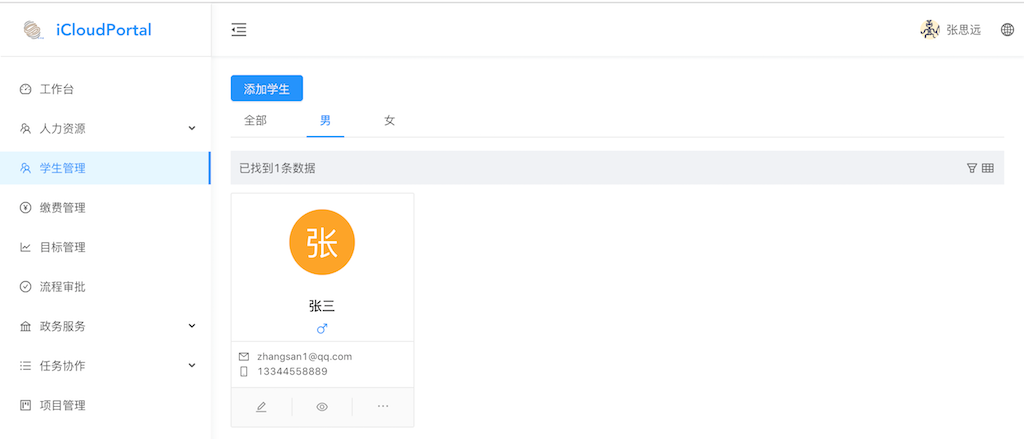 iCloudPortal
张思远
工作台
人力资源
学生管理
缴费管理
目标管理
流程审批
政务服务
任务协作
项目管理
添加学生
全部
男
女
已找到1条数据
张
张三
zhangsan1@qq.com
13344558889